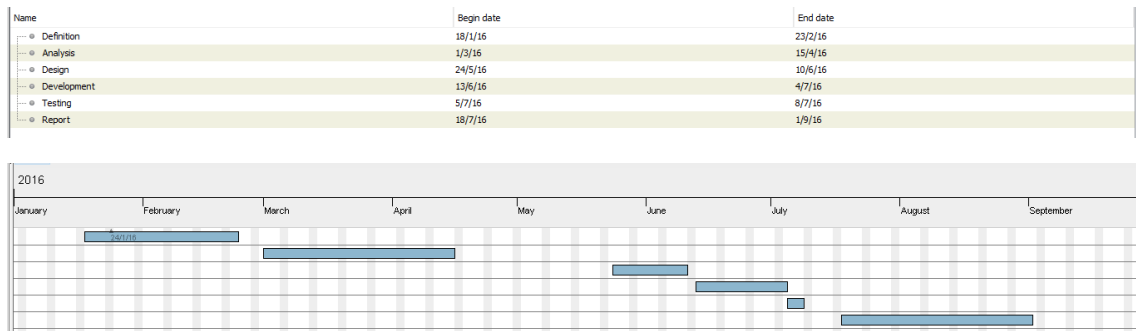 Name Begin date End date
Definition 18/1/16 23/2/16
Analysis 1/3/16 15/4/16
Design 24/5/16 10/6/16
Development 13/6/16 4/7/16
Testing 5/7/16 8/7/16
Report 18/7/16 1/9/16
2016
January February March April May June July August September
24/1/16